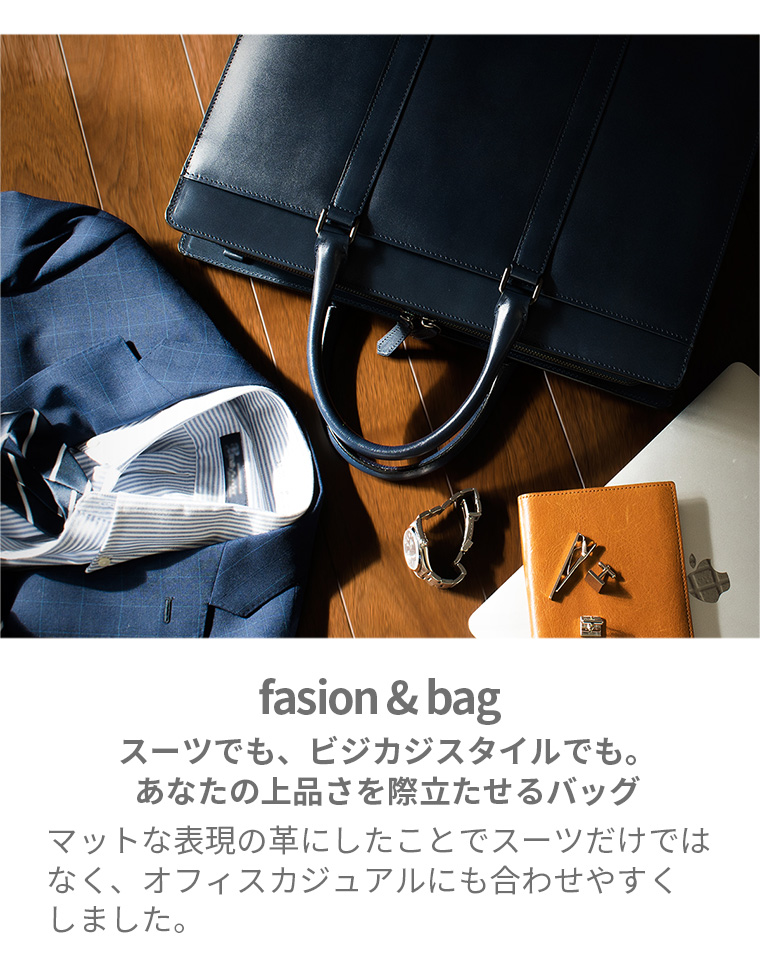 fasion & bag
スーツでも、ビジカジスタイルでも。
あなたの上品さを際立たせるバッグ
マットな表現の革にしたことでスーツだけでは
なく、オフィスカジュアルにも合わせやすく
しました。